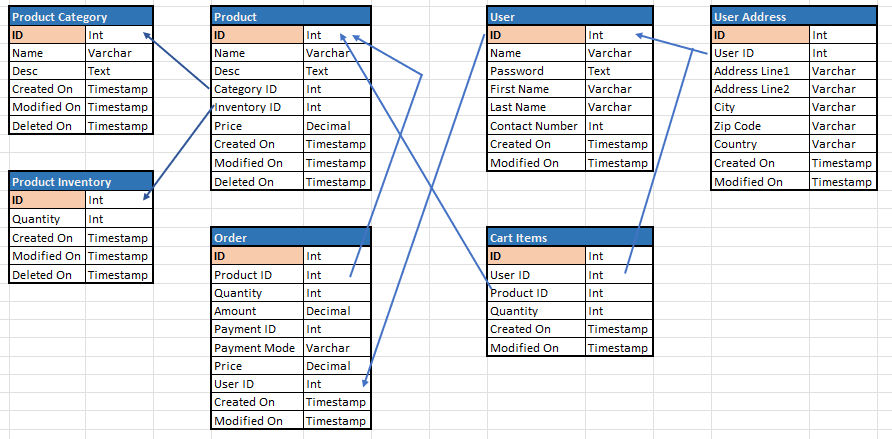 Product Category
ID Int
Name Varchar
Desc Text
Created On Timestamp
Modified On Timestamp
Deleted On Timestamp
Product
ID Int
Name Varchar
Desc Text
Category ID Int
Inventory ID Int
Price Decimal
Created On Timestamp
Modified On Timestamp
Deleted On Timestamp
User
ID Int
Name Varchar
Password Text
First Name Varchar
Last Name Varchar
Contact Number Int
Created On Timestamp
Modified On Timestamp
User Address
ID Int
User ID Int
Address Line1 Varchar
Address Line2 Varchar
City Varchar
Zip Code Varchar
Country Varchar
Created On Timestamp
Modified On Timestamp
Product Inventory
ID Int
Quantity Int
Created On Timestamp
Modified On Timestamp
Deleted On Timestamp
Order
ID Int
Product ID Int
Quantity Int
Amount Decimal
Payment ID Int
Payment Mode Varchar
Price Decimal
User ID Int
Created On Timestamp
Modified On Timestamp
Cart Items
ID Int
User ID Int
Product ID Int
Quantity Int
Created On Timestamp
Modified On Timestamp